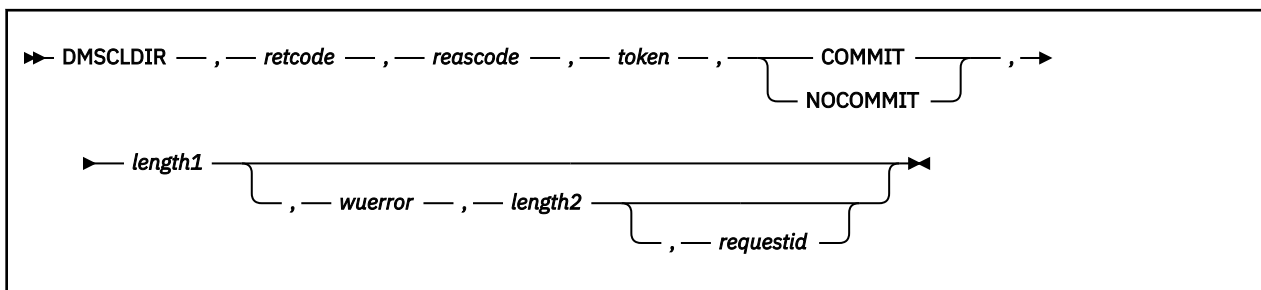 DMSCLDIR , retcode , reascode , token , COMMIT ,
NOCOMMIT
length1
, wuerror , length2
, requestid